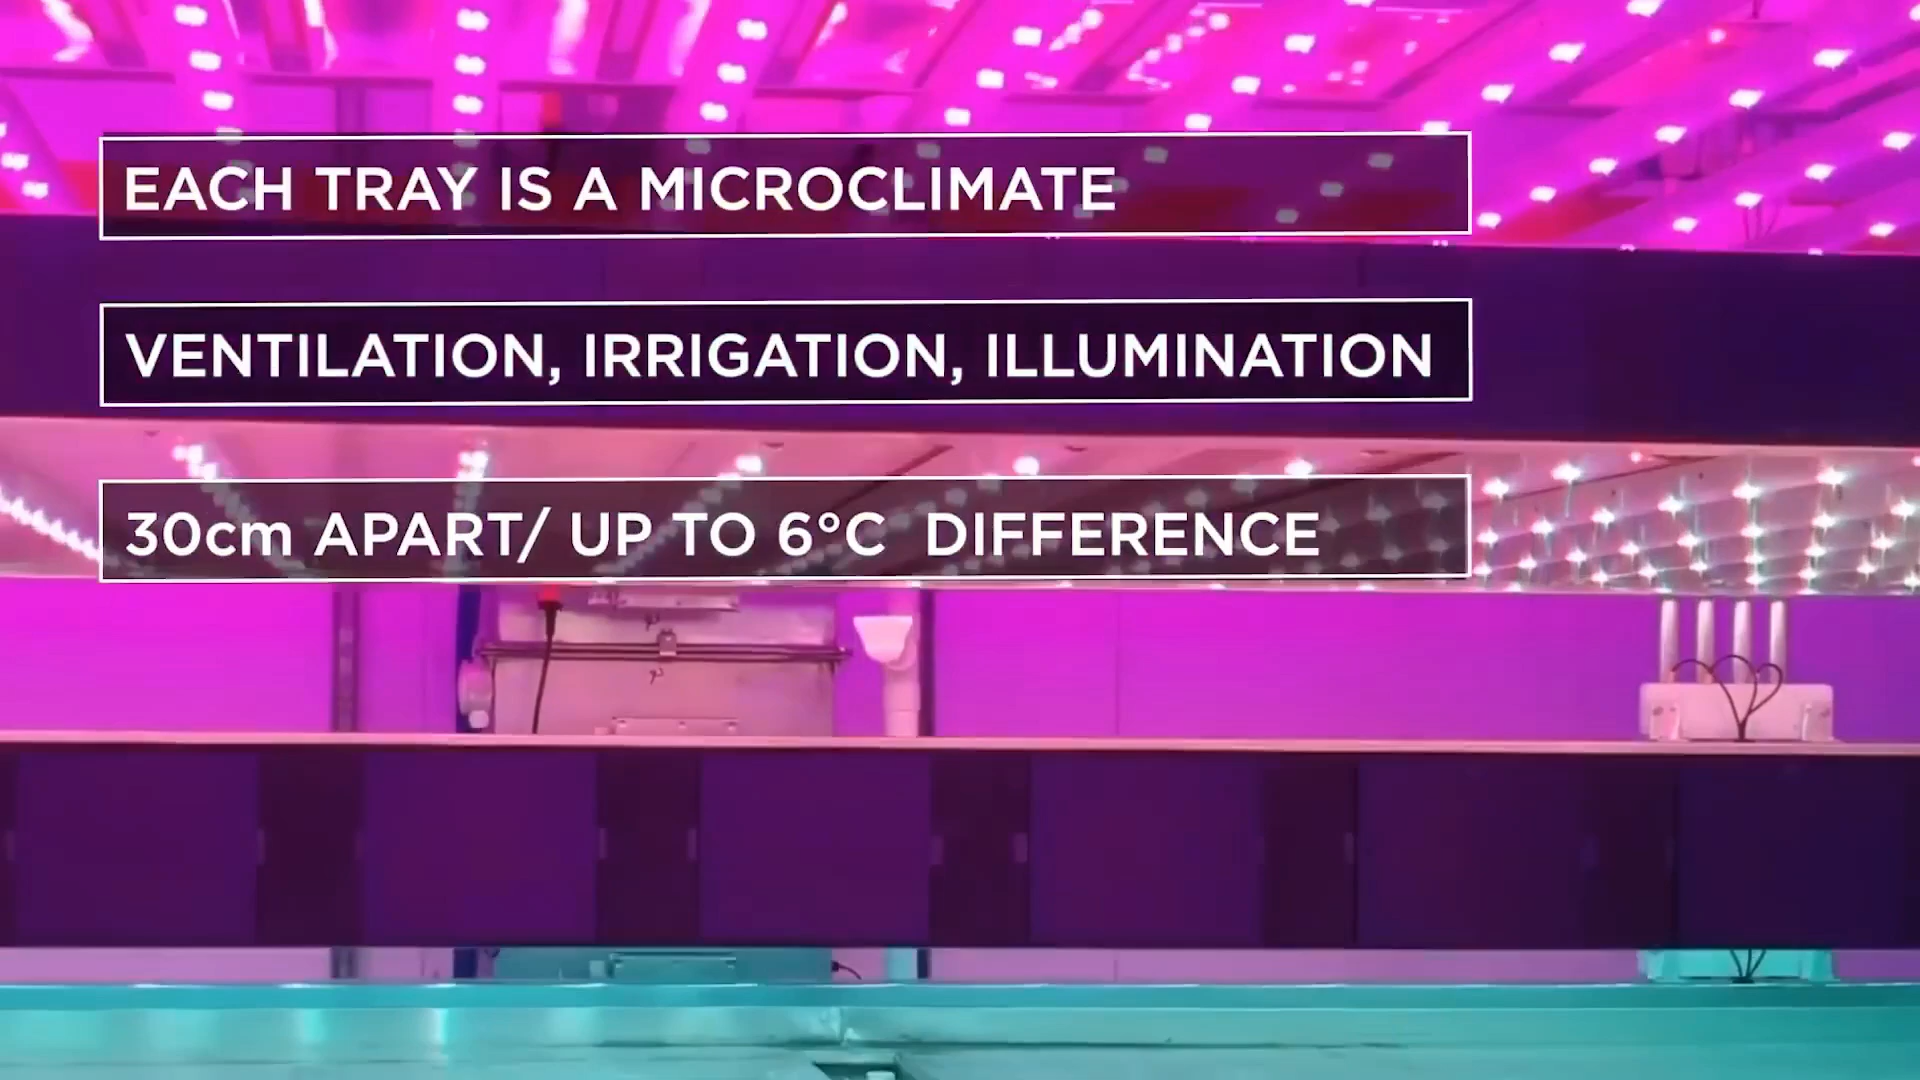 EACH TRAY IS A MICROCLIMATE
VENTILATION, IRRIGATION, ILLUMINATION
30cm APART/ UP TO 6°C DIFFERENCE